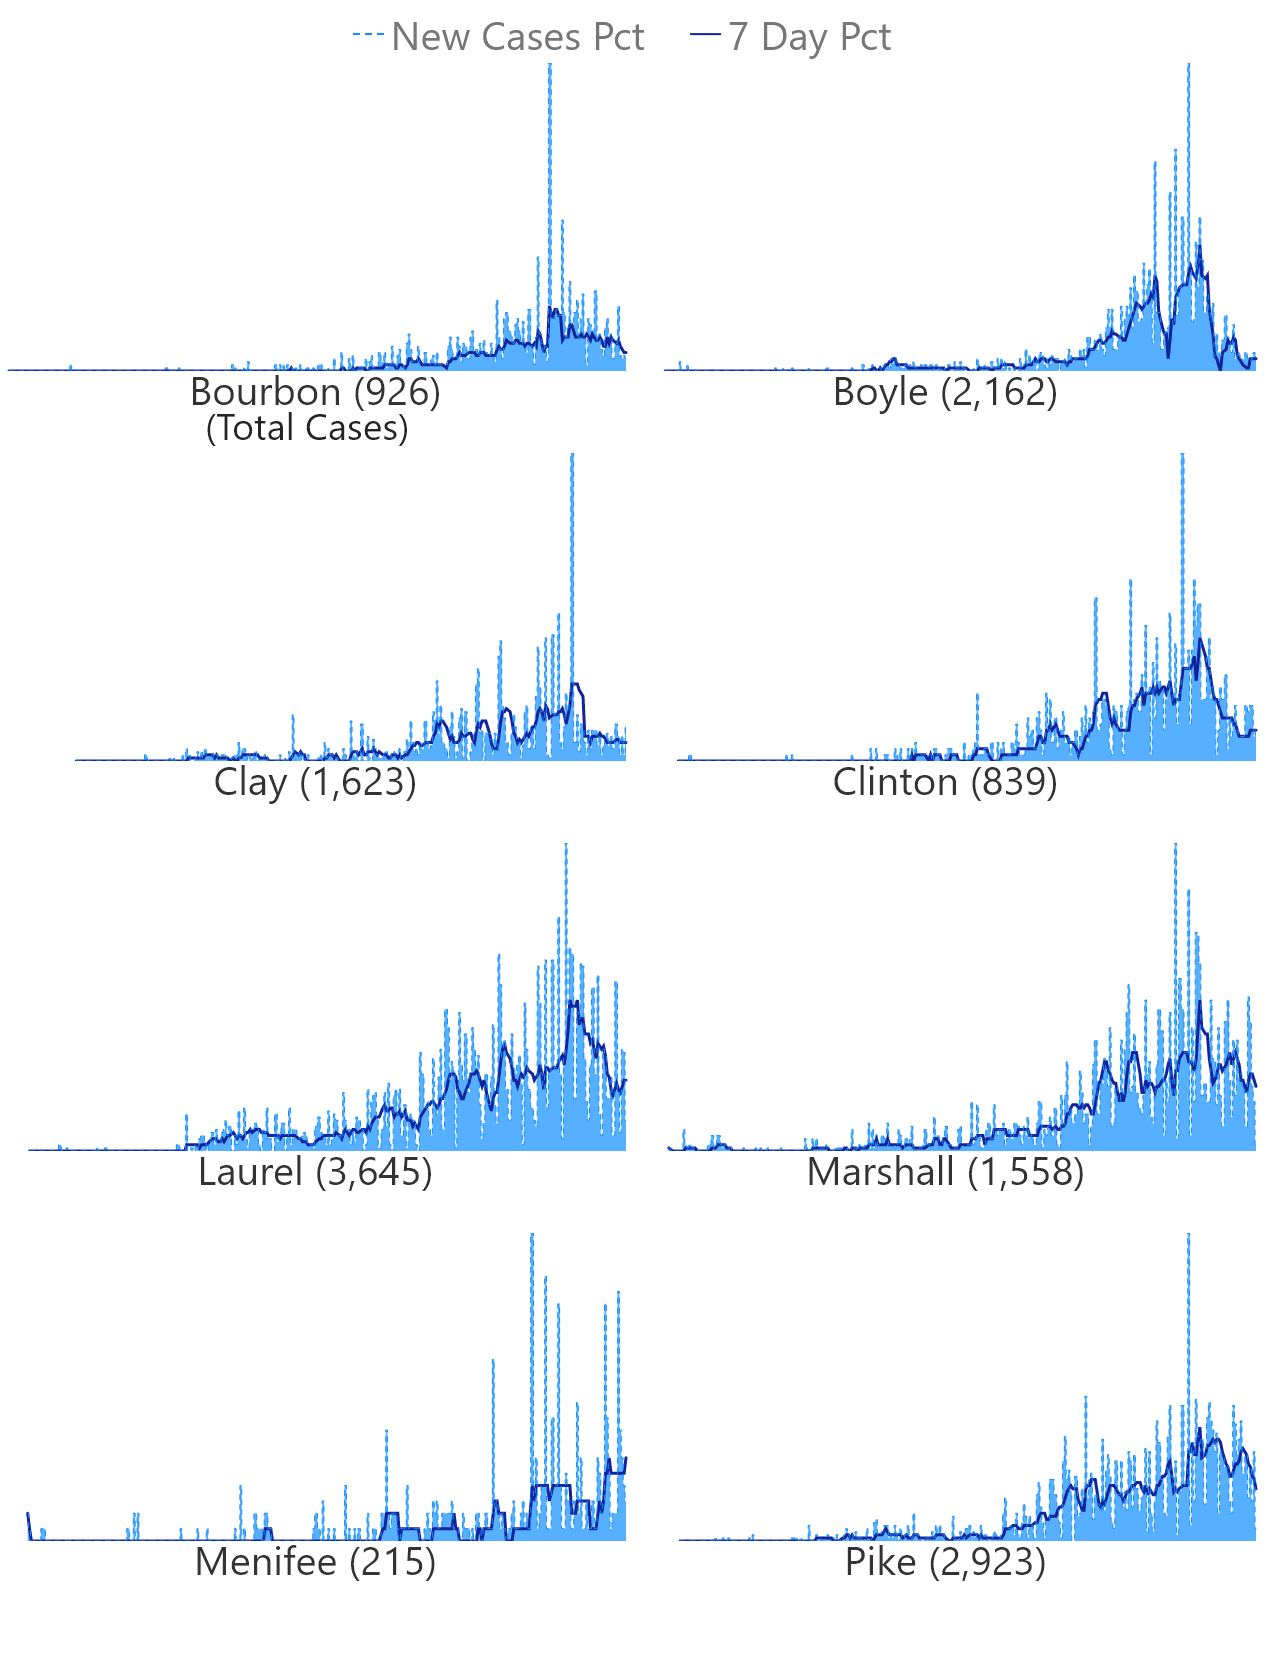 New Cases Pct 7 Day Pct
Bourbon (926) Boyle (2,162)
(Total Cases)
Clay (1,623) Clinton (839)
Laurel (3,645) Marshall (1,558)
Menifee (215) Pike (2,923)